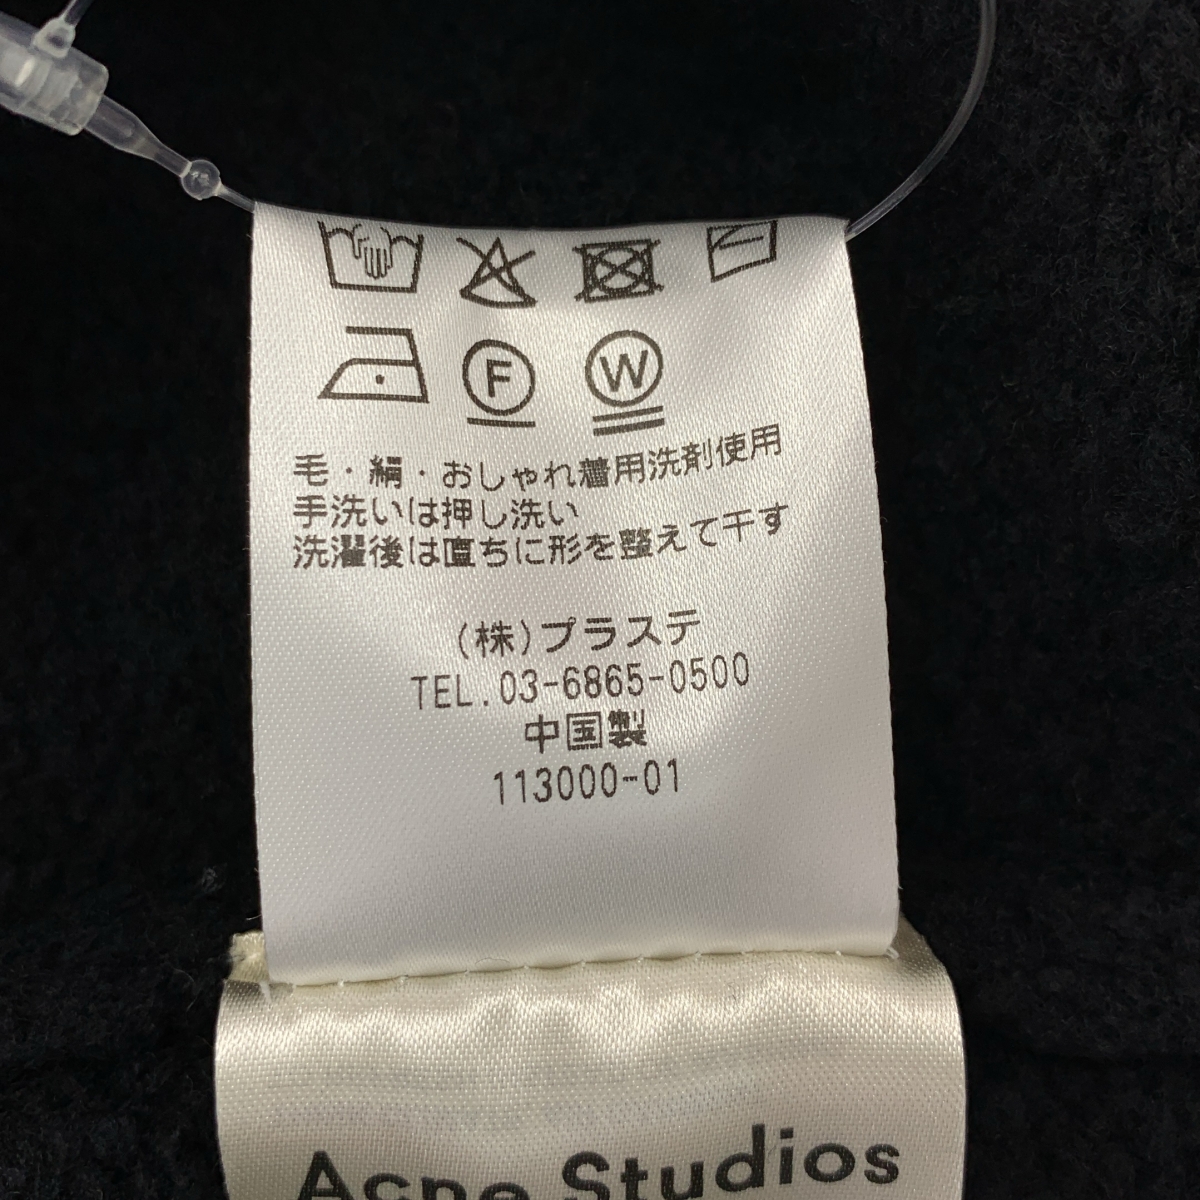 F W
毛・絹・おしゃれ着用洗剤使用
手洗いは押し洗い
洗濯後は直ちに形を整えて干す
(株)プラステ
TEL.03-6865-0500
中国製
113000-01
Acne Studios